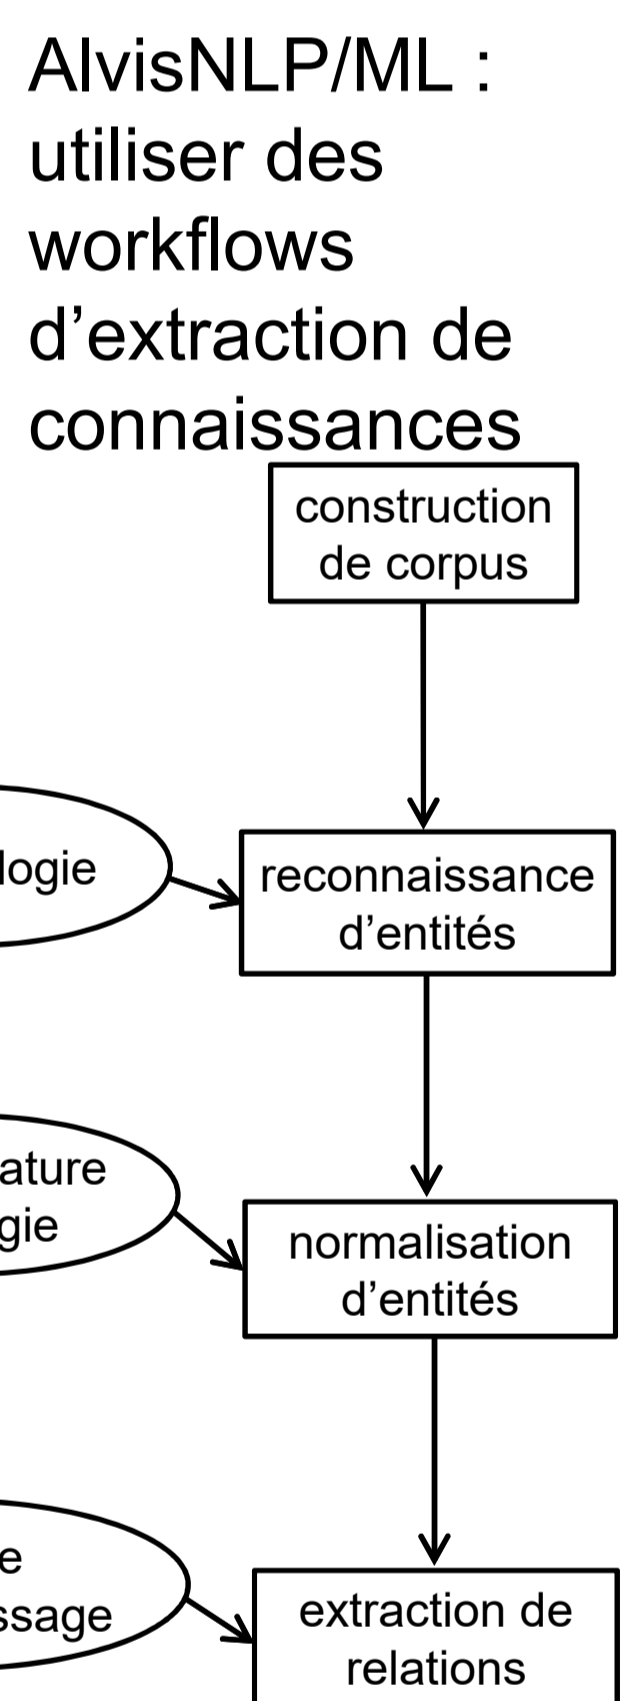 AlvisNLP/ML :
utiliser des
workflows
d’extraction de
connaissances
construction
de corpus
reconnaissance
d’entités
normalisation
d’entités
extraction de
relations